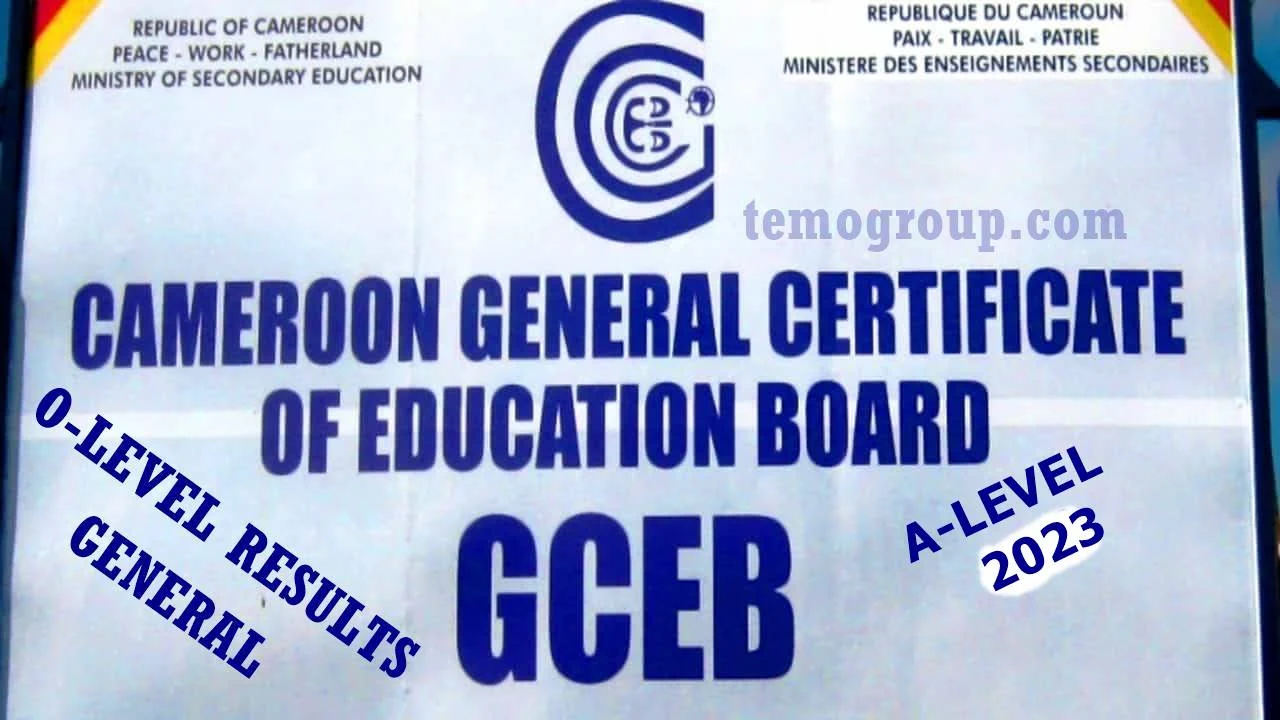 REPUBLIC OF CAMEROON
PEACE - WORK - FATHERLAND
MINISTRY OF SECONDARY EDUCATION
REPUBLIQUE DU CAMEROUN
PAIX - TRAVAIL - PATRIE
MINISTERE DES ENSEIGNEMENTS SECONDAIRES
temogroup.com
CAMEROON GENERAL CERTIFICATE
OF EDUCATION BOARD
GCEB
O-LEVEL RESULTS
GENERAL
A-LEVEL
2023